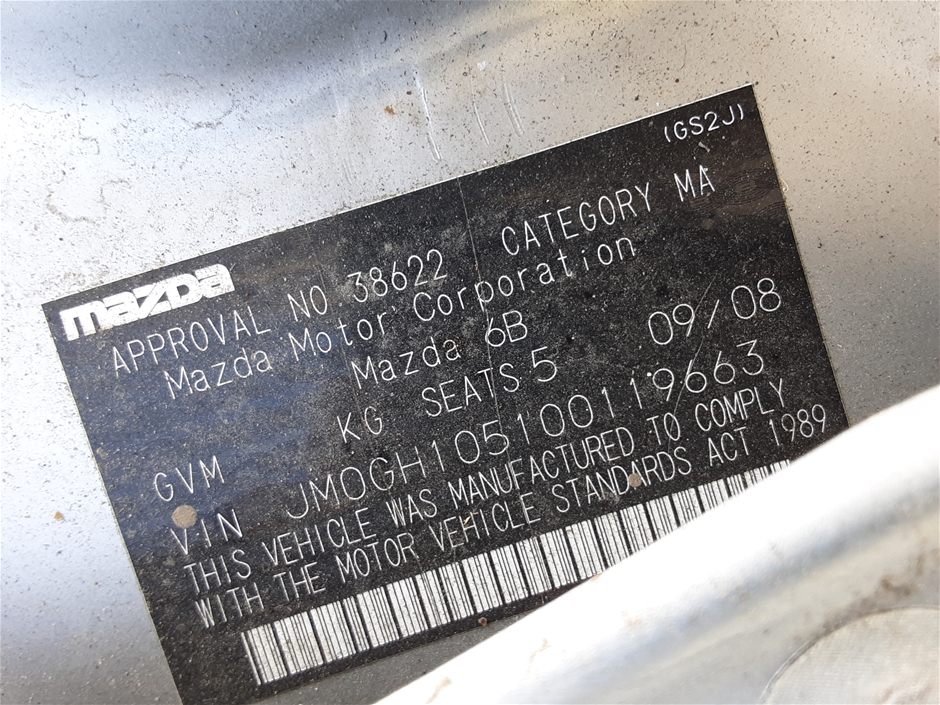 (GS2J)
mazda
APPROVAL NO 38622 CATEGORY MA
Mazda Motor Corporation
Mazda 6B 09/08
GVM KG SEATS 5
VIN JM0GH105100119663
THIS VEHICLE WAS MANUFACTURED TO COMPLY
WITH THE MOTOR VEHICLE STANDARDS ACT 1989